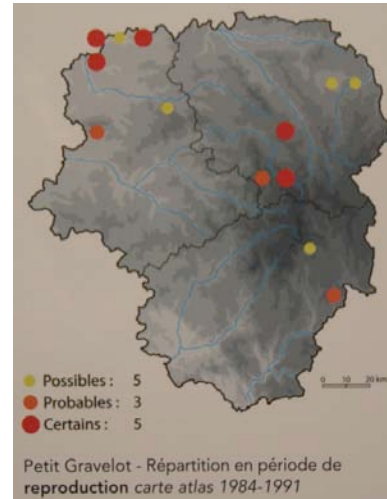 0 10 20 km
Possibles : 5
Probables : 3
Certains : 5
Petit Gravelot - Répartition en période de
reproduction carte atlas 1984-1991